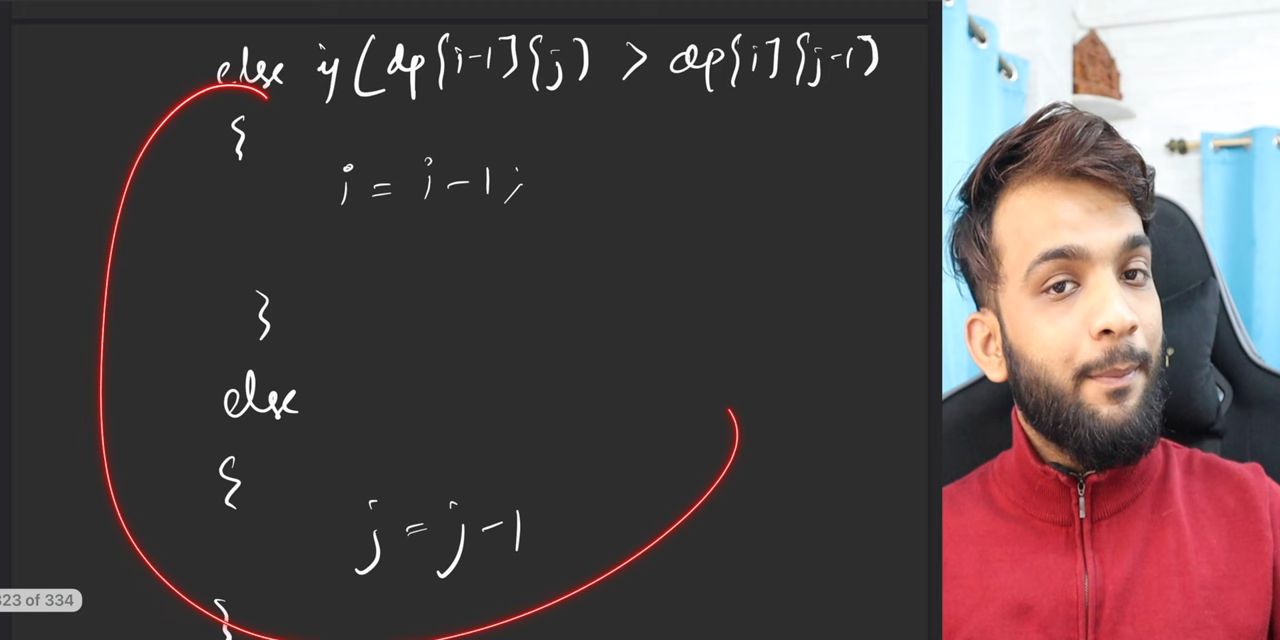 else if (dp[i-1][j] > dp[i][j-1]
{
i = i-1;
}
else
{
j = j-1
}
323 of 334